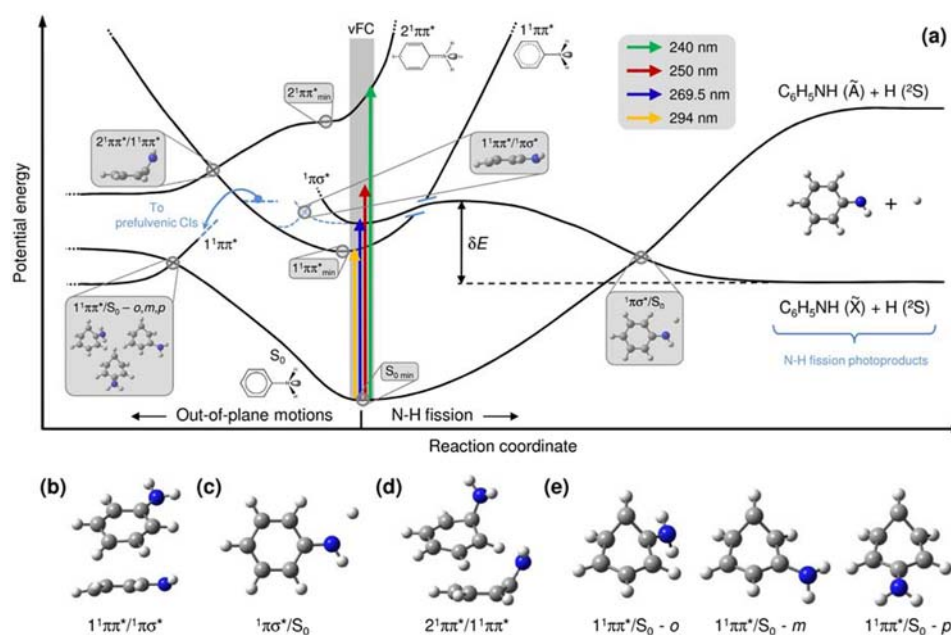 vFC
2¹ππ*
1¹ππ*
(a)
240 nm
250 nm
269.5 nm
294 nm
C₆H₅NH (Ã) + H (²S)
2¹ππ*min
2¹ππ*/1¹ππ*
1¹ππ*/¹πσ*
¹πσ*
To
prefulvenic CIs
1¹ππ*
1¹ππ*min
δE
¹πσ*/S₀
C₆H₅NH (X̃) + H (²S)
N-H fission photoproducts
1¹ππ*/S₀ – o,m,p
S₀
S₀ min
Out-of-plane motions
N-H fission
Potential energy
Reaction coordinate
(b)
(c)
(d)
(e)
1¹ππ*/¹πσ*
¹πσ*/S₀
2¹ππ*/1¹ππ*
1¹ππ*/S₀ - o
1¹ππ*/S₀ - m
1¹ππ*/S₀ - p